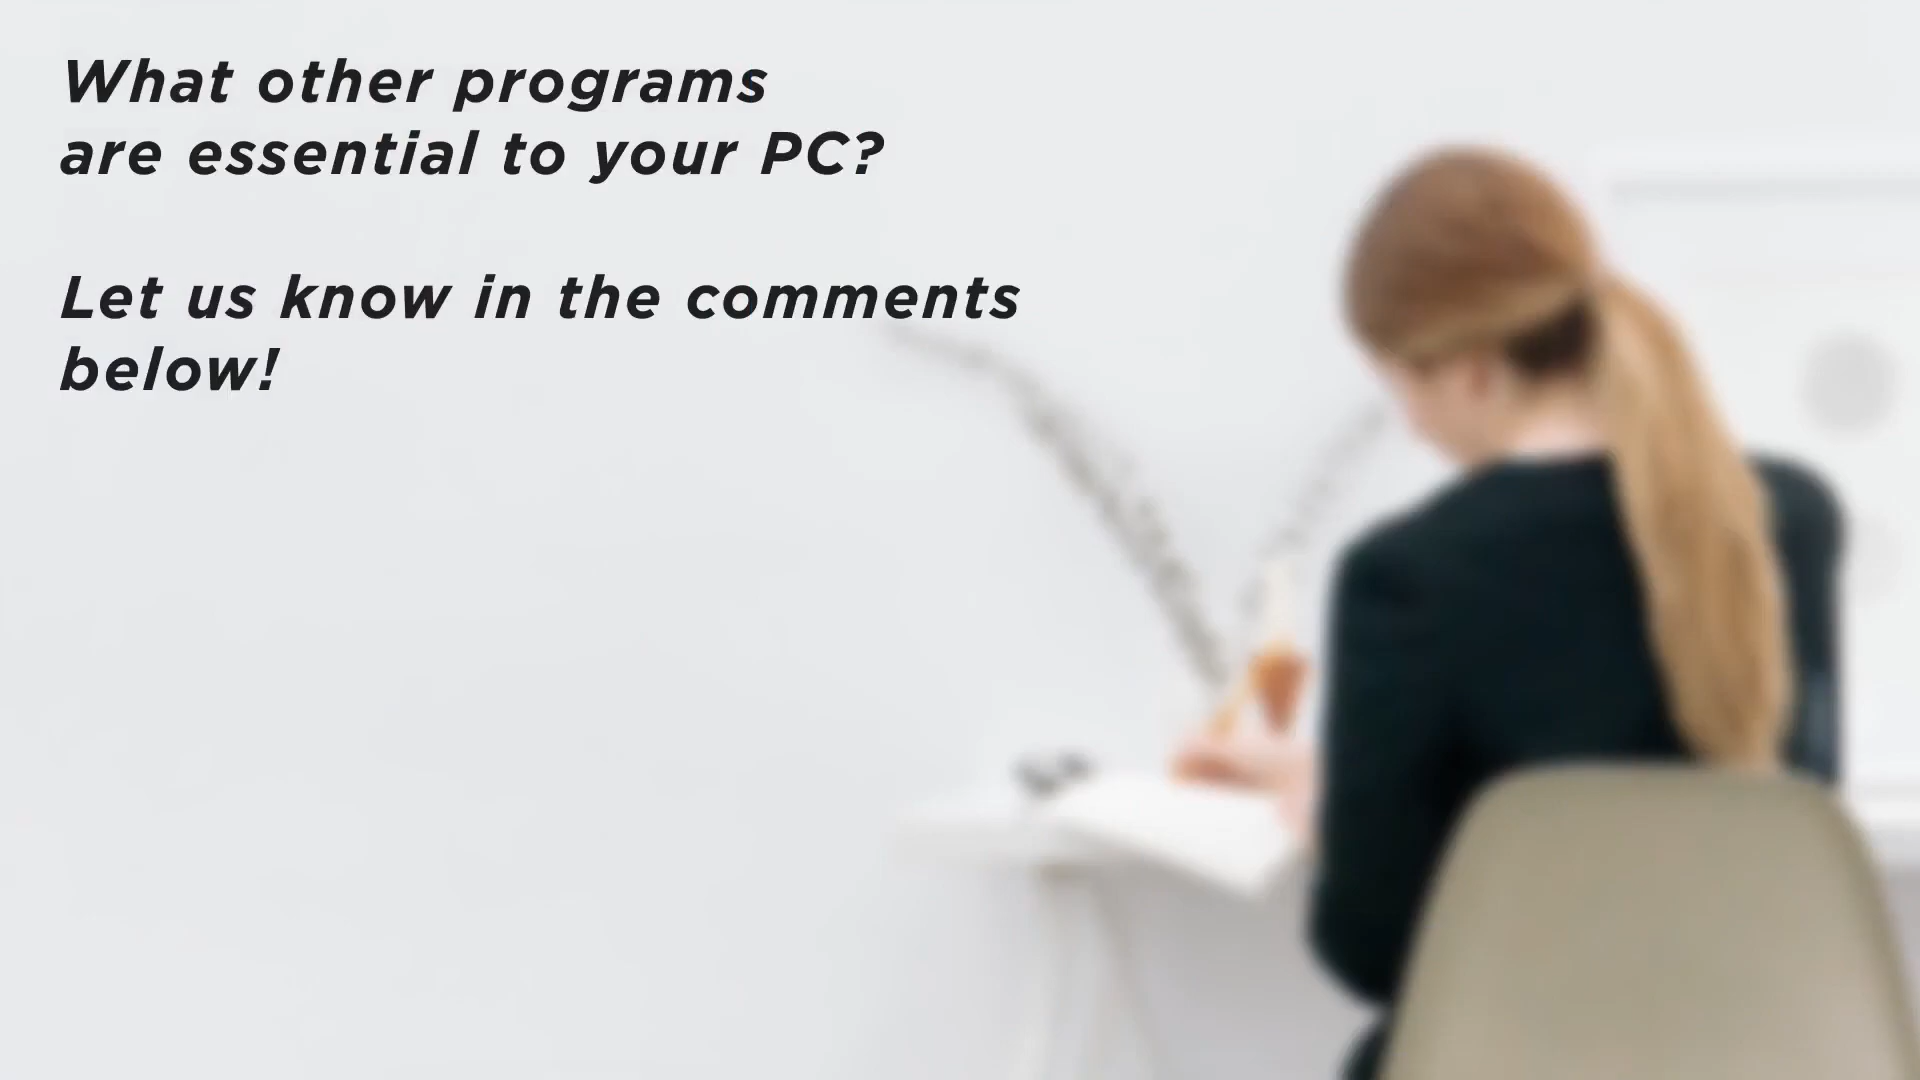 What other programs
are essential to your PC?
Let us know in the comments
below!